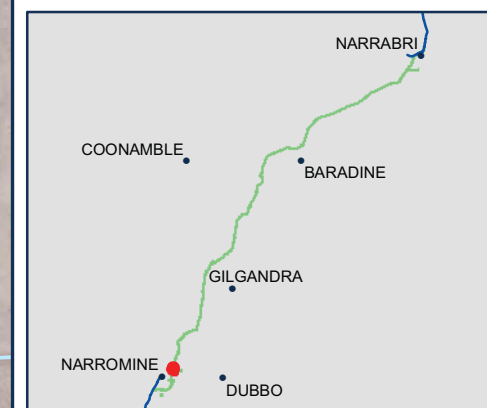 NARRABRI
COONAMBLE
BARADINE
GILGANDRA
NARROMINE
DUBBO